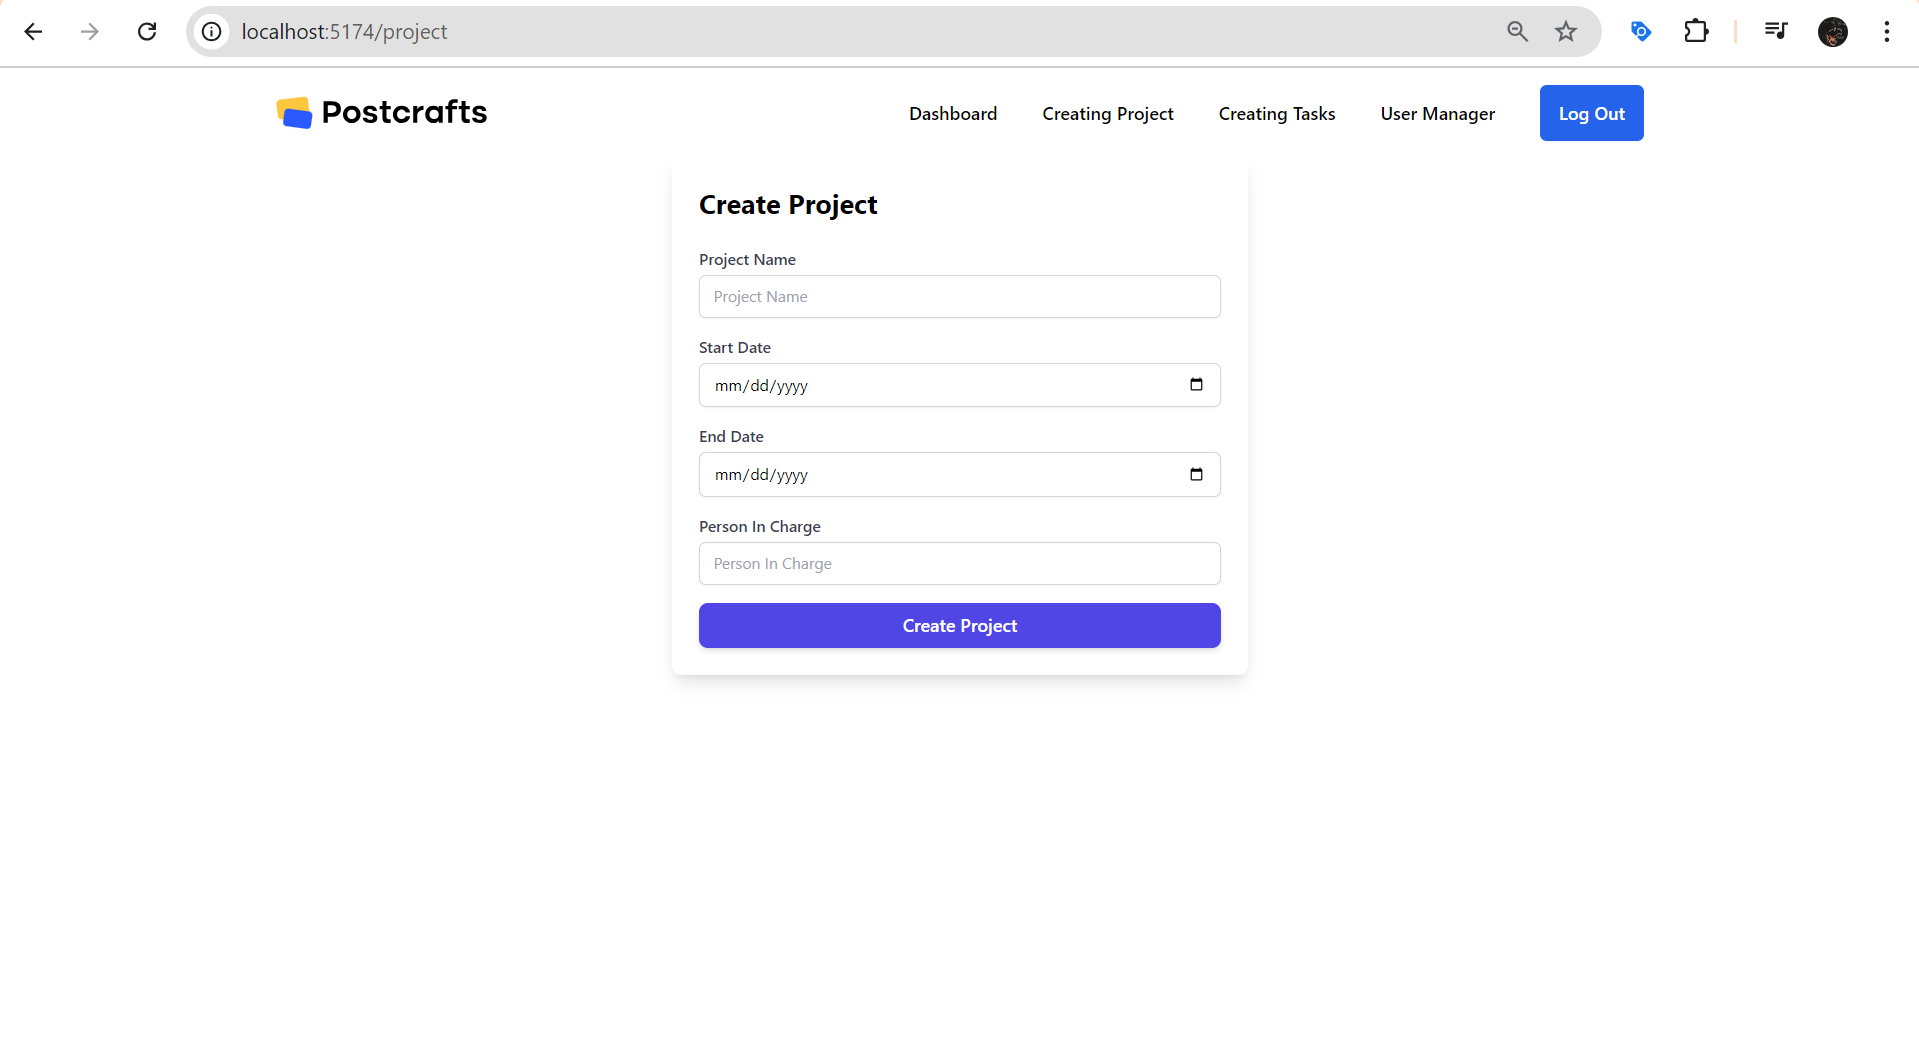 localhost:5174/project
Postcrafts
Dashboard Creating Project Creating Tasks User Manager Log Out
Create Project
Project Name
Project Name
Start Date
mm/dd/yyyy
End Date
mm/dd/yyyy
Person In Charge
Person In Charge
Create Project